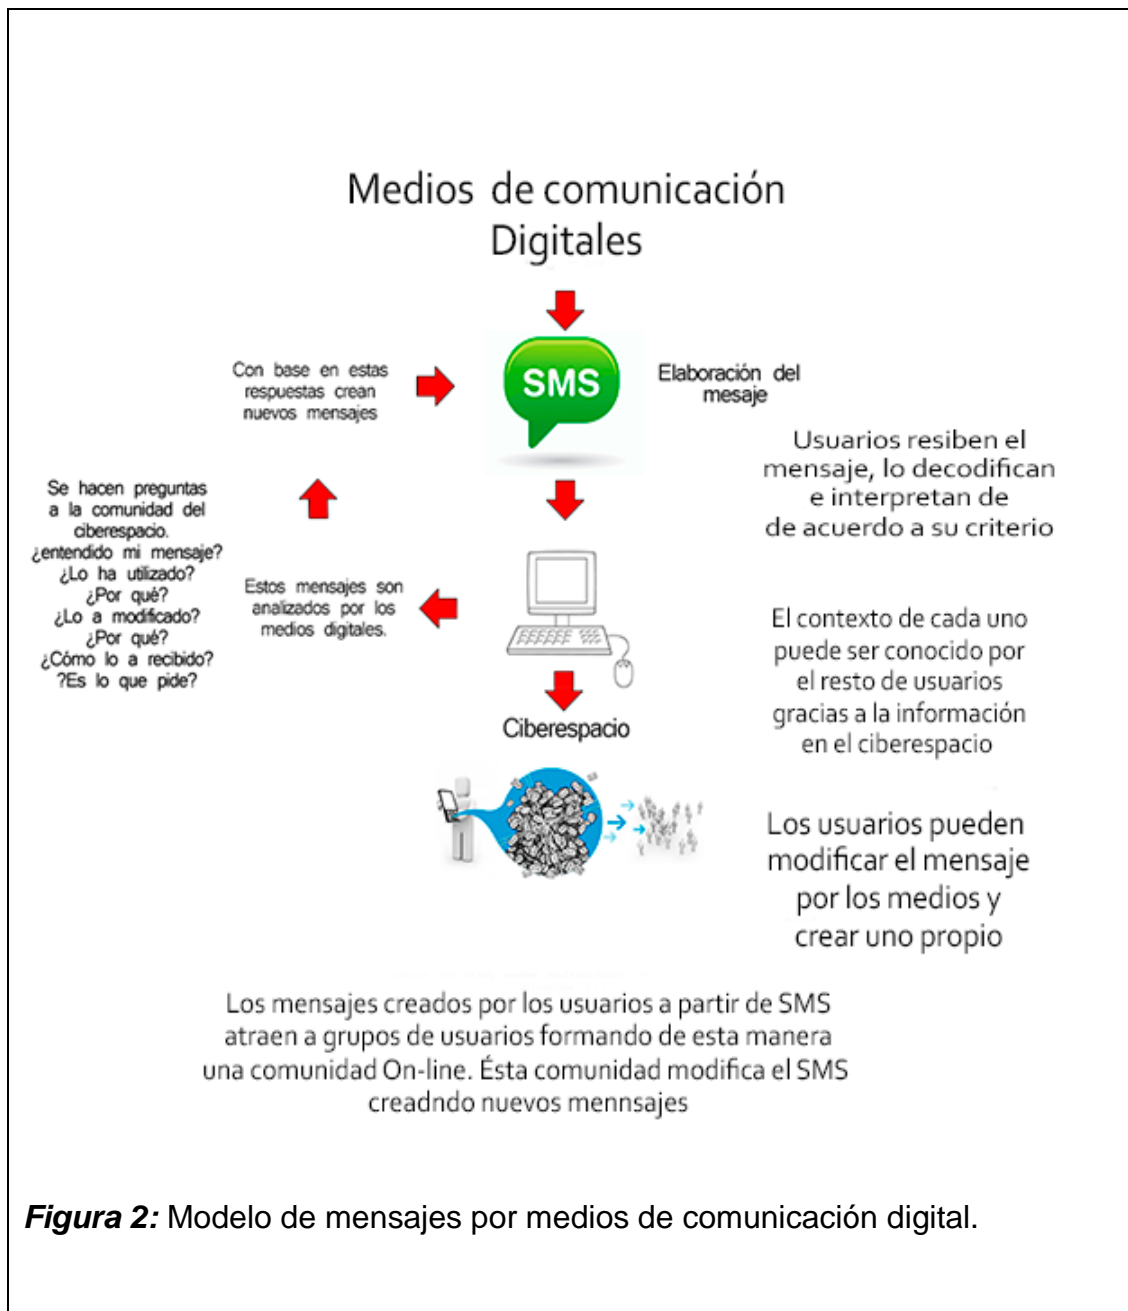 Medios de comunicación
Digitales
Con base en estas
respuestas crean
nuevos mensajes
SMS
Elaboración del
mesaje
Usuarios resiben el
mensaje, lo decodifican
e interpretan de
de acuerdo a su criterio
Se hacen preguntas
a la comunidad del
ciberespacio.
¿entendido mi mensaje?
¿Lo ha utilizado?
¿Por qué?
¿Lo a modificado?
¿Por qué?
¿Cómo lo a recibido?
?Es lo que pide?
Estos mensajes son
analizados por los
medios digitales.
El contexto de cada uno
puede ser conocido por
el resto de usuarios
gracias a la información
en el ciberespacio
Ciberespacio
Los usuarios pueden
modificar el mensaje
por los medios y
crear uno propio
Los mensajes creados por los usuarios a partir de SMS
atraen a grupos de usuarios formando de esta manera
una comunidad On-line. Ésta comunidad modifica el SMS
creadndo nuevos mennsajes
Figura 2: Modelo de mensajes por medios de comunicación digital.